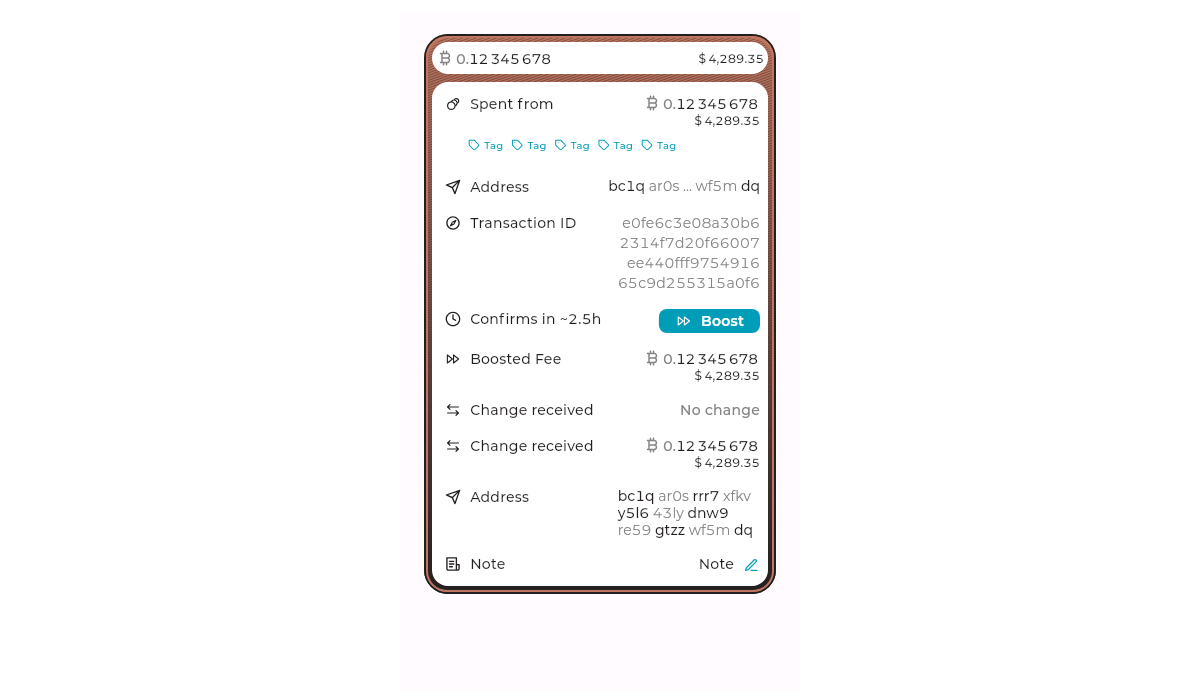 ₿ 0.12 345 678 $ 4,289.35
Spent from ₿ 0.12 345 678
$ 4,289.35
Tag Tag Tag Tag Tag
Address bc1q ar0s ... wf5m dq
Transaction ID e0fe6c3e08a30b6
2314f7d20f66007
ee440fff9754916
65c9d255315a0f6
Confirms in ~2.5h Boost
Boosted Fee ₿ 0.12 345 678
$ 4,289.35
Change received No change
Change received ₿ 0.12 345 678
$ 4,289.35
Address bc1q ar0s rrr7 xfkv
y5l6 43ly dnw9
re59 gtzz wf5m dq
Note Note